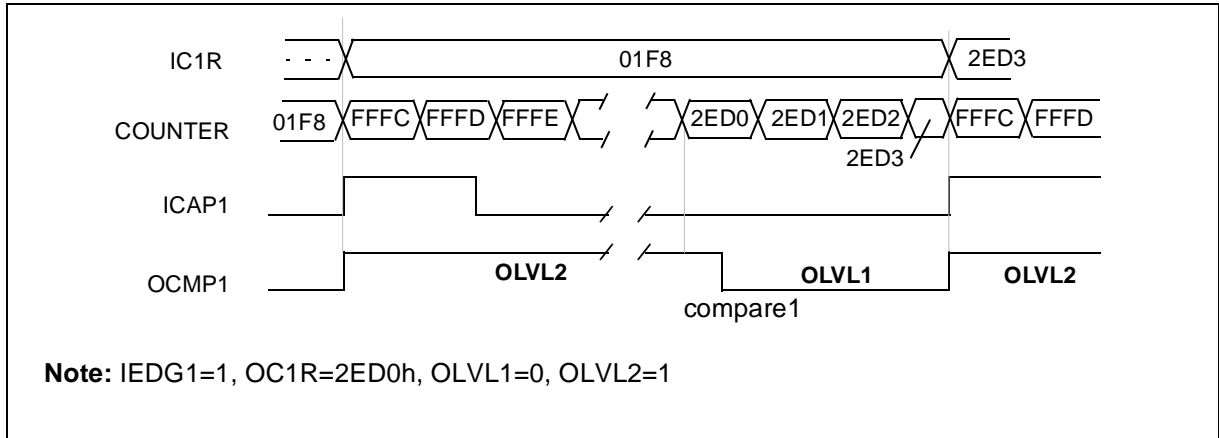 IC1R - - - 01F8 2ED3
COUNTER 01F8 FFFC FFFD FFFE 2ED0 2ED1 2ED2 FFFC FFFD
2ED3
ICAP1
OCMP1 OLVL2 OLVL1 OLVL2
compare1
Note: IEDG1=1, OC1R=2ED0h, OLVL1=0, OLVL2=1